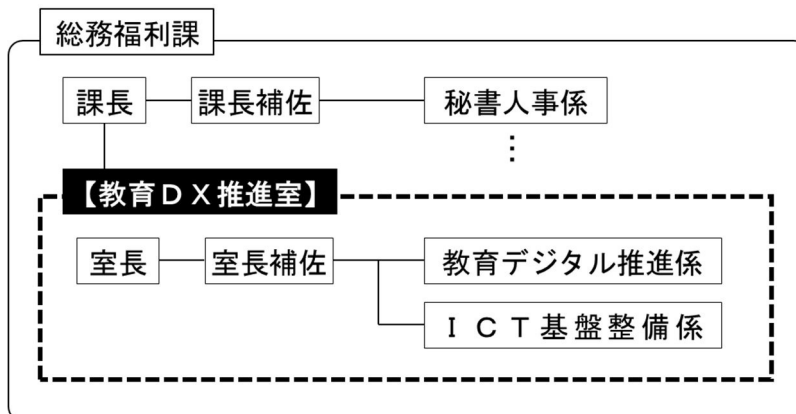 総務福利課
課長 課長補佐 秘書人事係
⋮
【教育ＤＸ推進室】
室長 室長補佐 教育デジタル推進係
ＩＣＴ基盤整備係